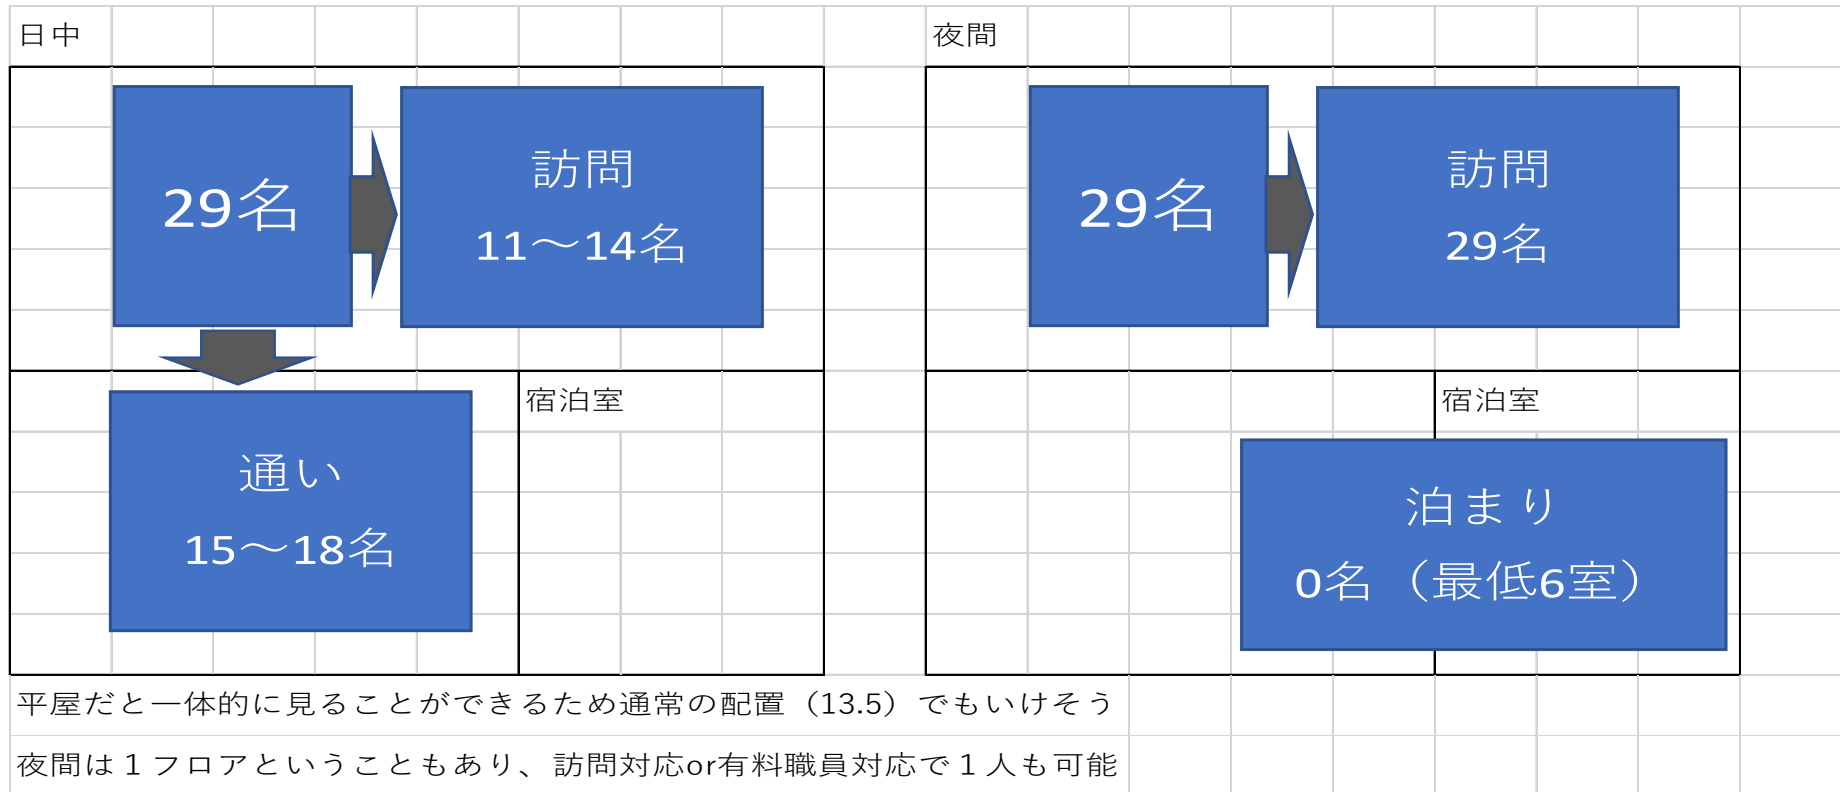 日中
29名
訪問
11～14名
通い
15～18名
宿泊室
夜間
29名
訪問
29名
宿泊室
泊まり
0名（最低6室）
平屋だと一体的に見ることができるため通常の配置（13.5）でもいけそう
夜間は１フロアということもあり、訪問対応or有料職員対応で１人も可能